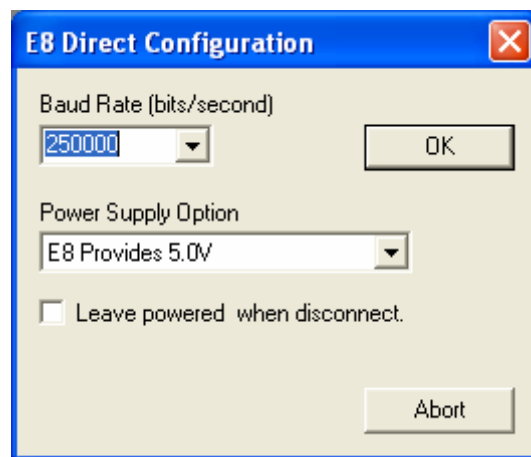 E8 Direct Configuration
Baud Rate (bits/second)
250000
OK
Power Supply Option
E8 Provides 5.0V
Leave powered  when disconnect.
Abort